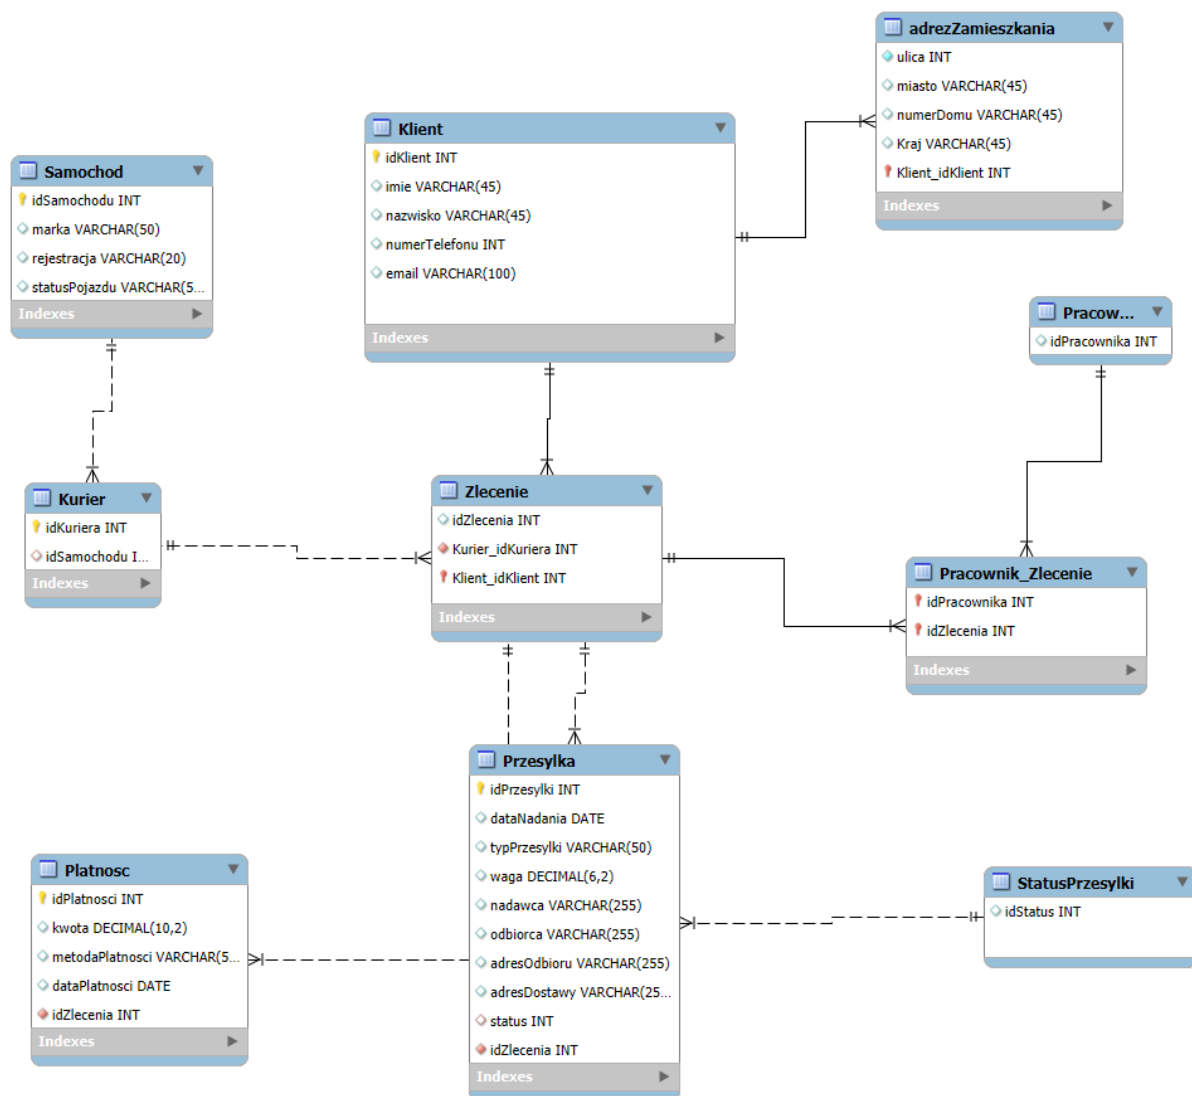 adrezZamieszkania
ulica INT
miasto VARCHAR(45)
numerDomu VARCHAR(45)
Kraj VARCHAR(45)
Klient_idKlient INT
Indexes
Klient
idKlient INT
imie VARCHAR(45)
nazwisko VARCHAR(45)
numerTelefonu INT
email VARCHAR(100)
Indexes
Samochod
idSamochodu INT
marka VARCHAR(50)
rejestracja VARCHAR(20)
statusPojazdu VARCHAR(5...
Indexes
Pracow...
idPracownika INT
Kurier
idKuriera INT
idSamochodu I...
Indexes
Zlecenie
idZlecenia INT
Kurier_idKuriera INT
Klient_idKlient INT
Indexes
Pracownik_Zlecenie
idPracownika INT
idZlecenia INT
Indexes
Przesylka
idPrzesylki INT
dataNadania DATE
typPrzesylki VARCHAR(50)
waga DECIMAL(6,2)
nadawca VARCHAR(255)
odbiorca VARCHAR(255)
adresOdbioru VARCHAR(255)
adresDostawy VARCHAR(25...
status INT
idZlecenia INT
Indexes
Platnosc
idPlatnosci INT
kwota DECIMAL(10,2)
metodaPlatnosci VARCHAR(5...
dataPlatnosci DATE
idZlecenia INT
Indexes
StatusPrzesylki
idStatus INT